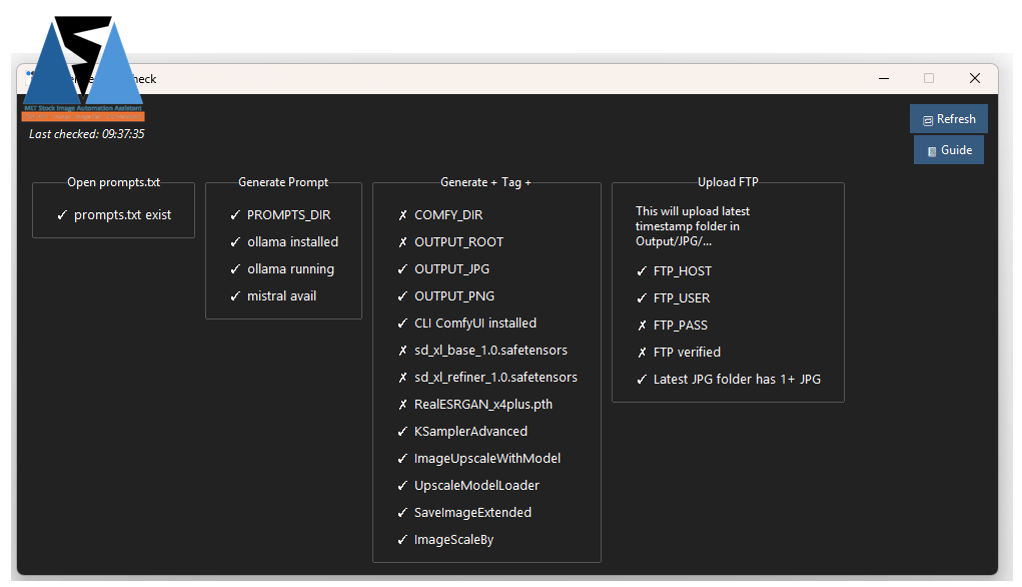 heck
MLT Stock Image Automation Assistant
Last checked: 09:37:35
Refresh
Guide
Open prompts.txt
✓ prompts.txt exist
Generate Prompt
✓ PROMPTS_DIR
✓ ollama installed
✓ ollama running
✓ mistral avail
Generate + Tag +
✗ COMFY_DIR
✗ OUTPUT_ROOT
✓ OUTPUT_JPG
✓ OUTPUT_PNG
✓ CLI ComfyUI installed
✗ sd_xl_base_1.0.safetensors
✗ sd_xl_refiner_1.0.safetensors
✗ RealESRGAN_x4plus.pth
✓ KSamplerAdvanced
✓ ImageUpscaleWithModel
✓ UpscaleModelLoader
✓ SaveImageExtended
✓ ImageScaleBy
Upload FTP
This will upload latest
timestamp folder in
Output/JPG/...
✓ FTP_HOST
✓ FTP_USER
✗ FTP_PASS
✗ FTP verified
✓ Latest JPG folder has 1+ JPG